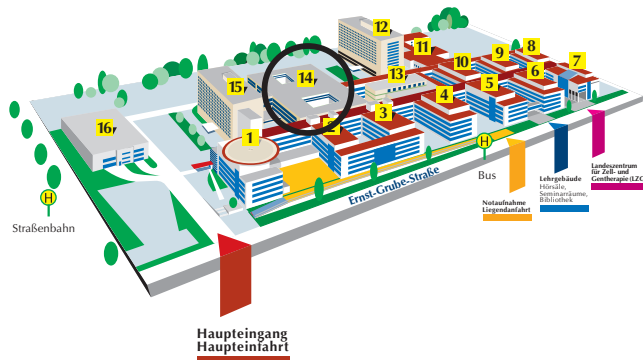 12
8
11
9
7
10
6
14
13
15
5
4
3
2
1
16
H
Straßenbahn
H
Bus
Ernst-Grube-Straße
Notaufnahme
Liegendanfahrt
Lehrgebäude
Hörsäle,
Seminarräume,
Bibliothek
Landeszentrum
für Zell- und
Gentherapie (LZG
Haupteingang
Haupteinfahrt